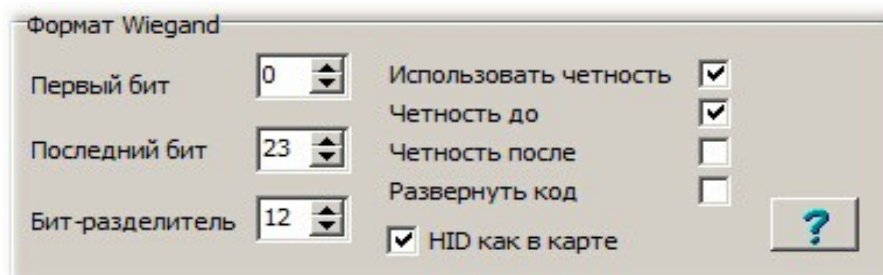 Формат Wiegand
Первый бит 0
Последний бит 23
Бит-разделитель 12
Использовать четность
Четность до
Четность после
Развернуть код
HID как в карте
?